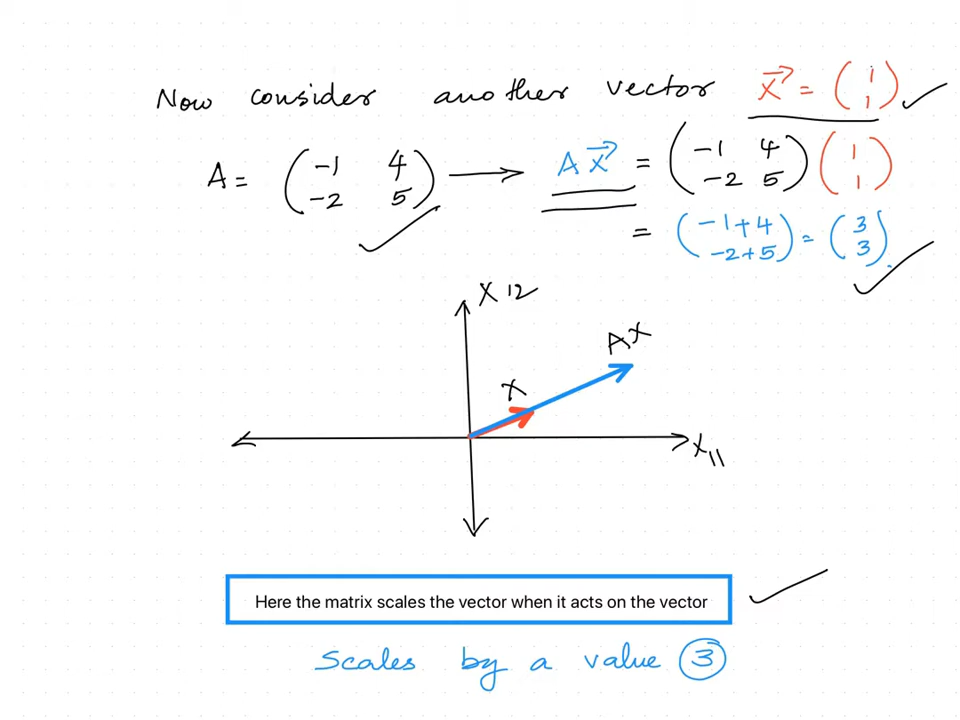 Now consider another vector X⃗ = (1 1)
A = (-1 4 -2 5) → A X⃗ = (-1 4 -2 5) (1 1)
= (-1+4 -2+5) = (3 3).
X12
AX
X
X11
Here the matrix scales the vector when it acts on the vector
Scales by a value 3